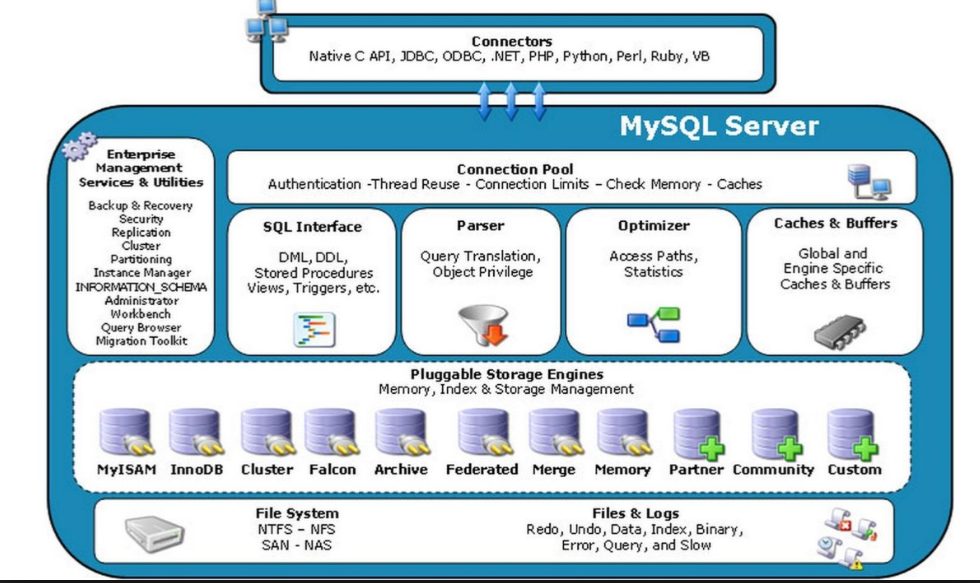 Connectors
Native C API, JDBC, ODBC, .NET, PHP, Python, Perl, Ruby, VB
MySQL Server
Enterprise
Management
Services & Utilities
Backup & Recovery
Security
Replication
Cluster
Partitioning
Instance Manager
INFORMATION_SCHEMA
Administrator
Workbench
Query Browser
Migration Toolkit
Connection Pool
Authentication -Thread Reuse - Connection Limits – Check Memory - Caches
SQL Interface
DML, DDL,
Stored Procedures
Views, Triggers, etc.
Parser
Query Translation,
Object Privilege
Optimizer
Access Paths,
Statistics
Caches & Buffers
Global and
Engine Specific
Caches & Buffers
Pluggable Storage Engines
Memory, Index & Storage Management
MyISAM InnoDB Cluster Falcon Archive Federated Merge Memory Partner Community Custom
File System
NTFS – NFS
SAN - NAS
Files & Logs
Redo, Undo, Data, Index, Binary,
Error, Query, and Slow